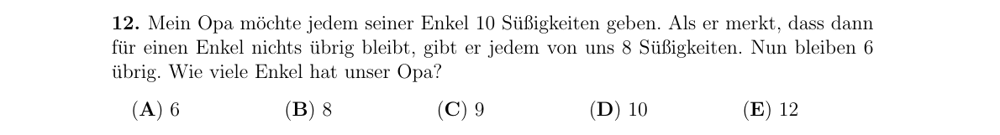 12. Mein Opa möchte jedem seiner Enkel 10 Süßigkeiten geben. Als er merkt, dass dann
für einen Enkel nichts übrig bleibt, gibt er jedem von uns 8 Süßigkeiten. Nun bleiben 6
übrig. Wie viele Enkel hat unser Opa?
(A) 6 (B) 8 (C) 9 (D) 10 (E) 12